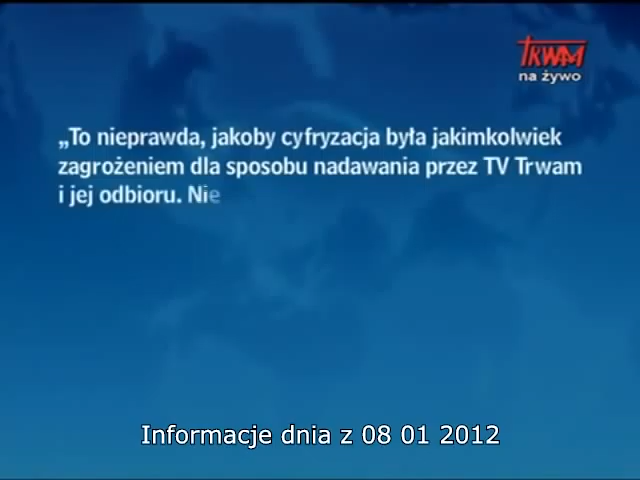 TRWAM
na żywo
„To nieprawda, jakoby cyfryzacja była jakimkolwiek
zagrożeniem dla sposobu nadawania przez TV Trwam
i jej odbioru. Nie
Informacje dnia z 08 01 2012